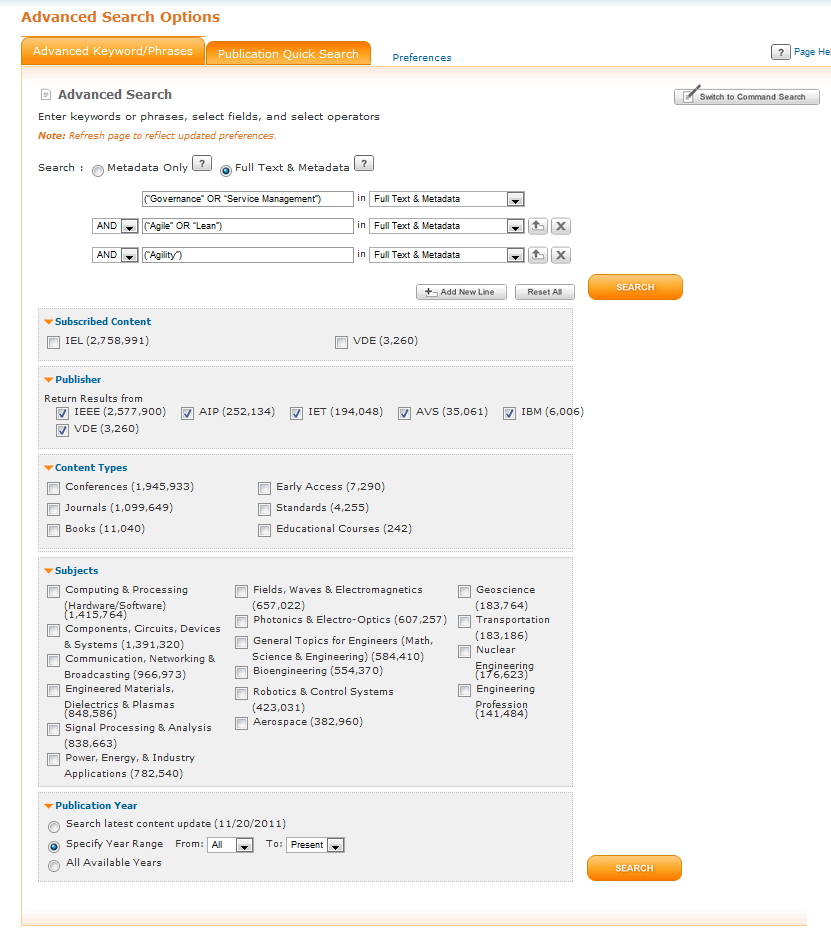 Advanced Search Options
Advanced Keyword/Phrases
Publication Quick Search
Preferences
? Page Hel
Advanced Search
Switch to Command Search
Enter keywords or phrases, select fields, and select operators
Note: Refresh page to reflect updated preferences.
Search : Metadata Only ? Full Text & Metadata ?
("Governance" OR "Service Management") in Full Text & Metadata
AND ("Agile" OR "Lean") in Full Text & Metadata X
AND ("Agility") in Full Text & Metadata X
Add New Line Reset All SEARCH
Subscribed Content
IEL (2,758,991) VDE (3,260)
Publisher
Return Results from
IEEE (2,577,900) AIP (252,134) IET (194,048) AVS (35,061) IBM (6,006)
VDE (3,260)
Content Types
Conferences (1,945,933) Early Access (7,290)
Journals (1,099,649) Standards (4,255)
Books (11,040) Educational Courses (242)
Subjects
Computing & Processing
(Hardware/Software)
(1,415,764)
Components, Circuits, Devices
& Systems (1,391,320)
Communication, Networking &
Broadcasting (966,973)
Engineered Materials,
Dielectrics & Plasmas
(848,586)
Signal Processing & Analysis
(838,663)
Power, Energy, & Industry
Applications (782,540)
Fields, Waves & Electromagnetics
(657,022)
Photonics & Electro-Optics (607,257)
General Topics for Engineers (Math,
Science & Engineering) (584,410)
Bioengineering (554,370)
Robotics & Control Systems
(423,031)
Aerospace (382,960)
Geoscience
(183,764)
Transportation
(183,186)
Nuclear
Engineering
(176,623)
Engineering
Profession
(141,484)
Publication Year
Search latest content update (11/20/2011)
Specify Year Range From: All To: Present
All Available Years
SEARCH